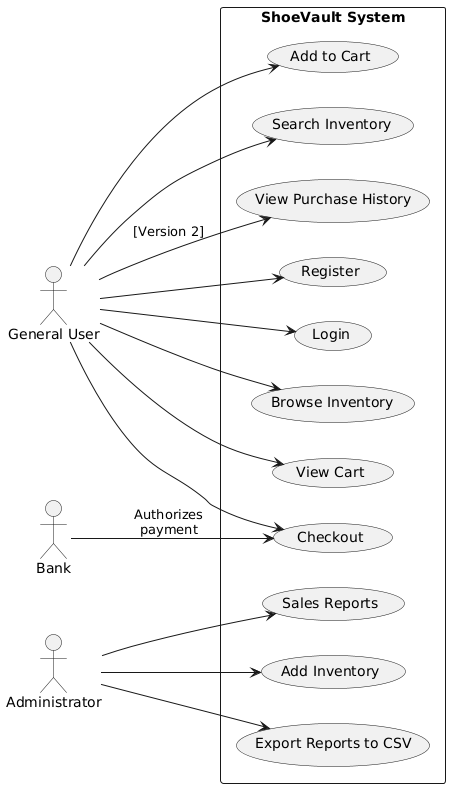 ShoeVault System
Add to Cart
Search Inventory
View Purchase History
[Version 2]
Register
General User
Login
Browse Inventory
View Cart
Authorizes
payment
Checkout
Bank
Sales Reports
Add Inventory
Administrator
Export Reports to CSV